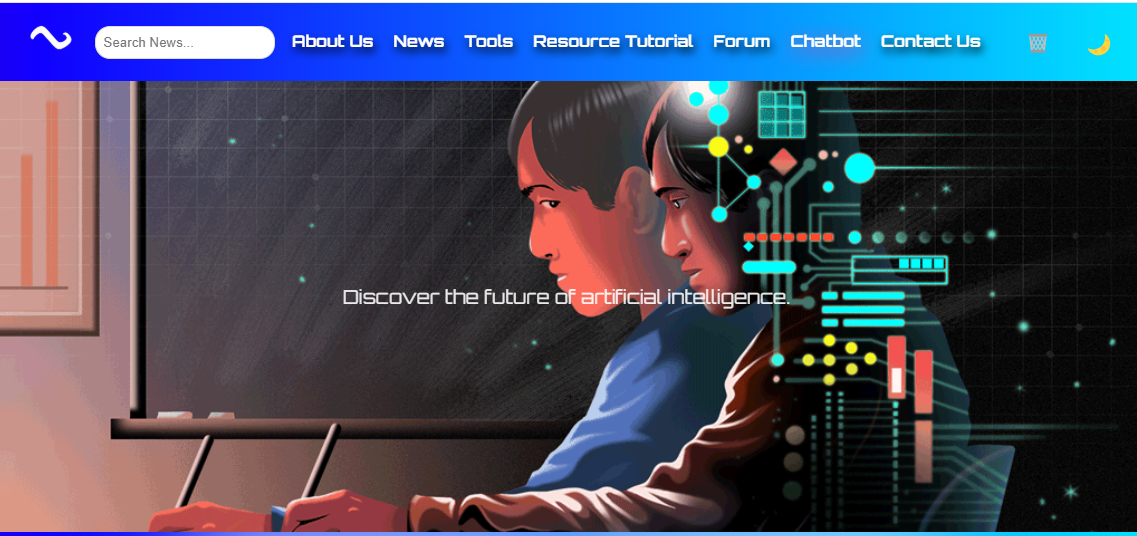 Search News...
About Us
News
Tools
Resource Tutorial
Forum
Chatbot
Contact Us
Discover the future of artificial intelligence.